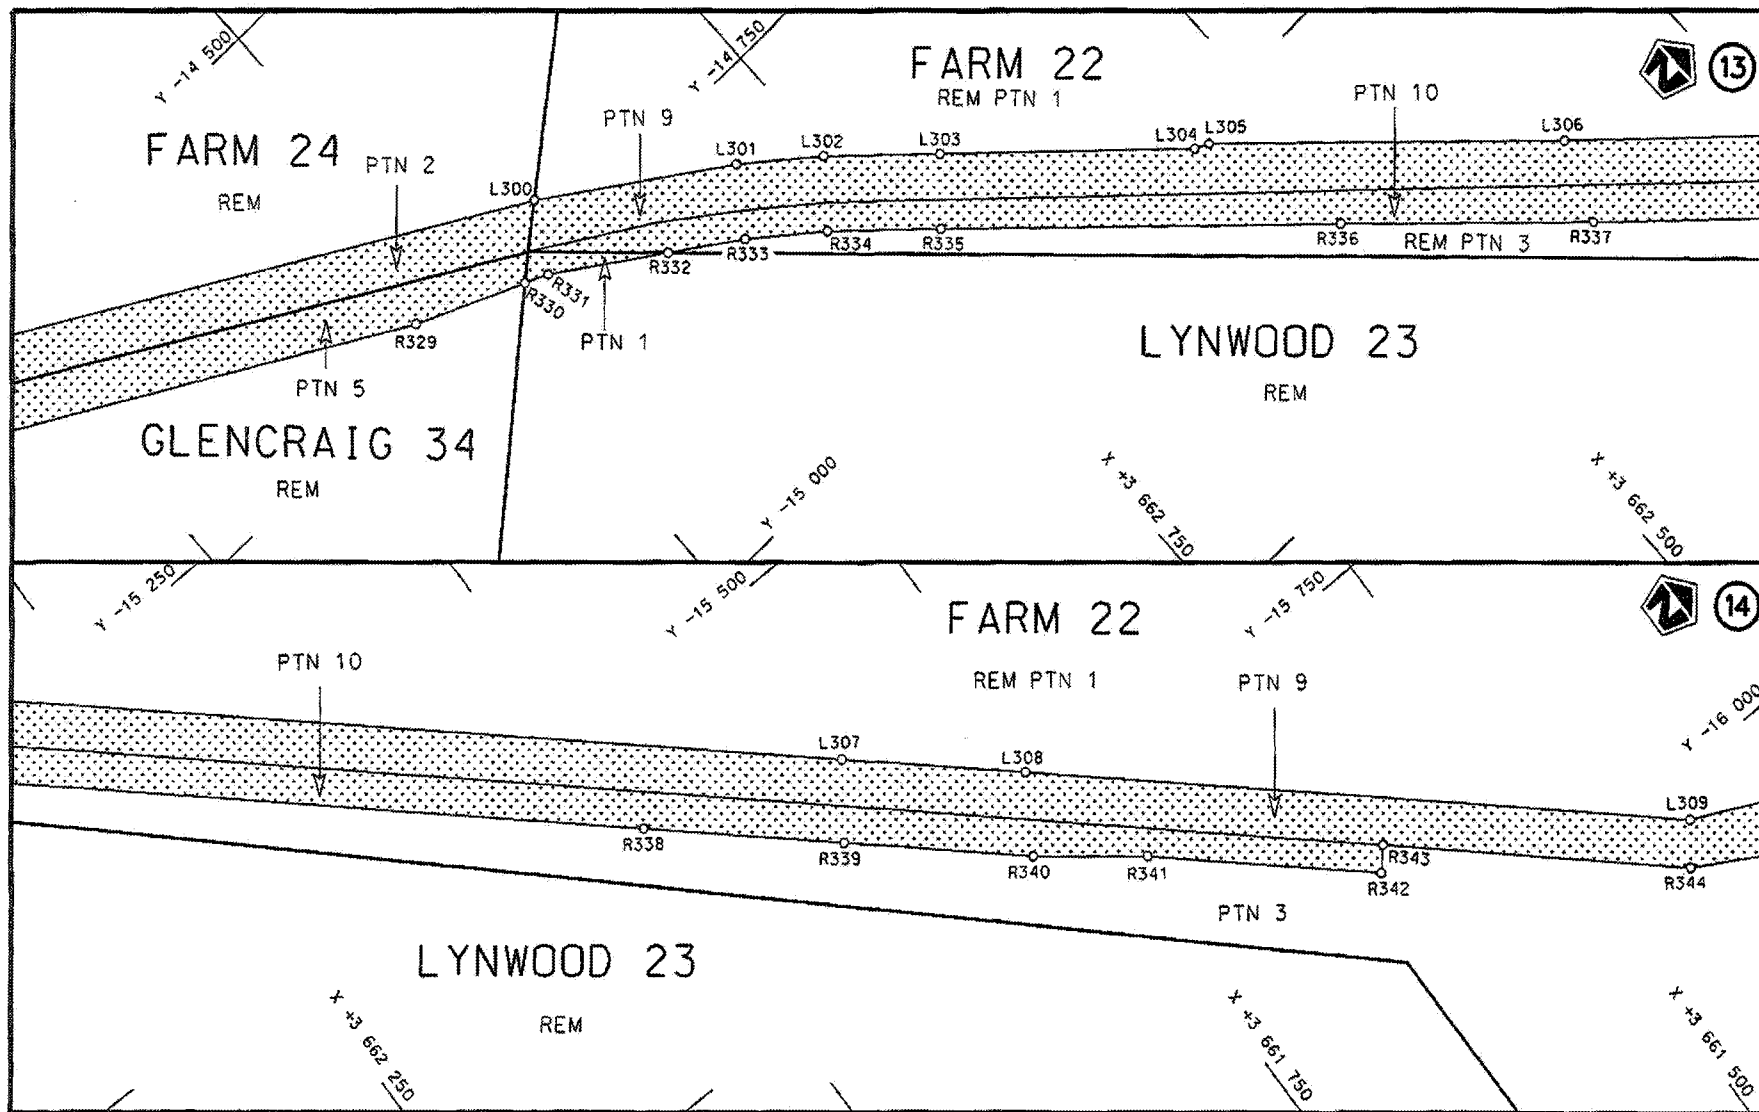 Y -14 500
Y -14 750
FARM 22
REM PTN 1
13
PTN 10
PTN 9
FARM 24
REM
PTN 2
L300
L301
L302
L303
L304
L305
L306
R329
R330
R331
R332
R333
R334
R335
R336
R337
REM PTN 3
PTN 1
PTN 5
LYNWOOD 23
REM
GLENCRAIG 34
REM
Y -15 000
X +3 662 750
X +3 662 500
Y -15 250
Y -15 500
Y -15 750
FARM 22
14
PTN 10
REM PTN 1
PTN 9
Y -16 000
L307
L308
L309
R338
R339
R340
R341
R343
R342
R344
PTN 3
LYNWOOD 23
REM
X +3 662 250
X +3 661 750
X +3 661 500